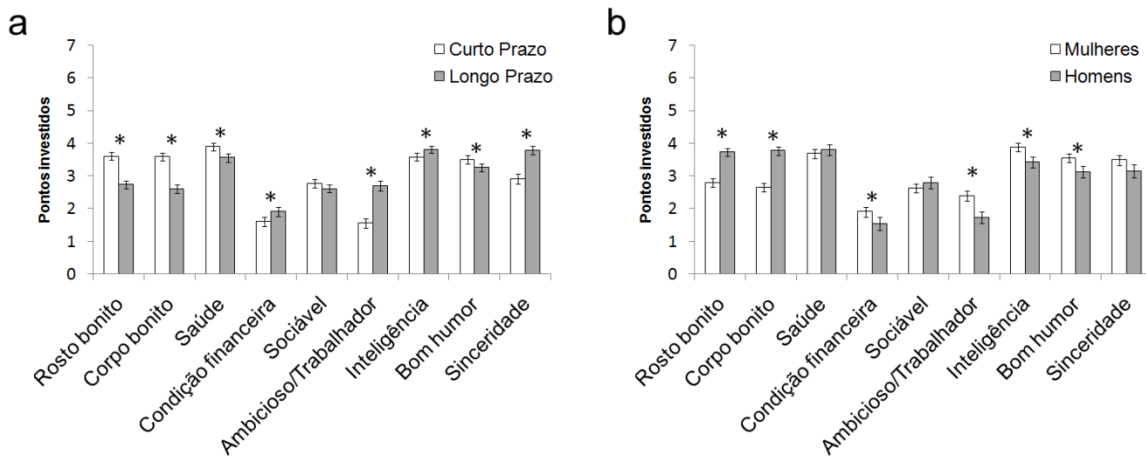 a
Curto Prazo
Longo Prazo
Pontos investidos
7
6
5
4
3
2
1
0
*
*
*
*
*
*
*
*
Rosto bonito
Corpo bonito
Saúde
Condição financeira
Sociável
Ambicioso/Trabalhador
Inteligência
Bom humor
Sinceridade
b
Mulheres
Homens
Pontos investidos
7
6
5
4
3
2
1
0
*
*
*
*
*
*
Rosto bonito
Corpo bonito
Saúde
Condição financeira
Sociável
Ambicioso/Trabalhador
Inteligência
Bom humor
Sinceridade